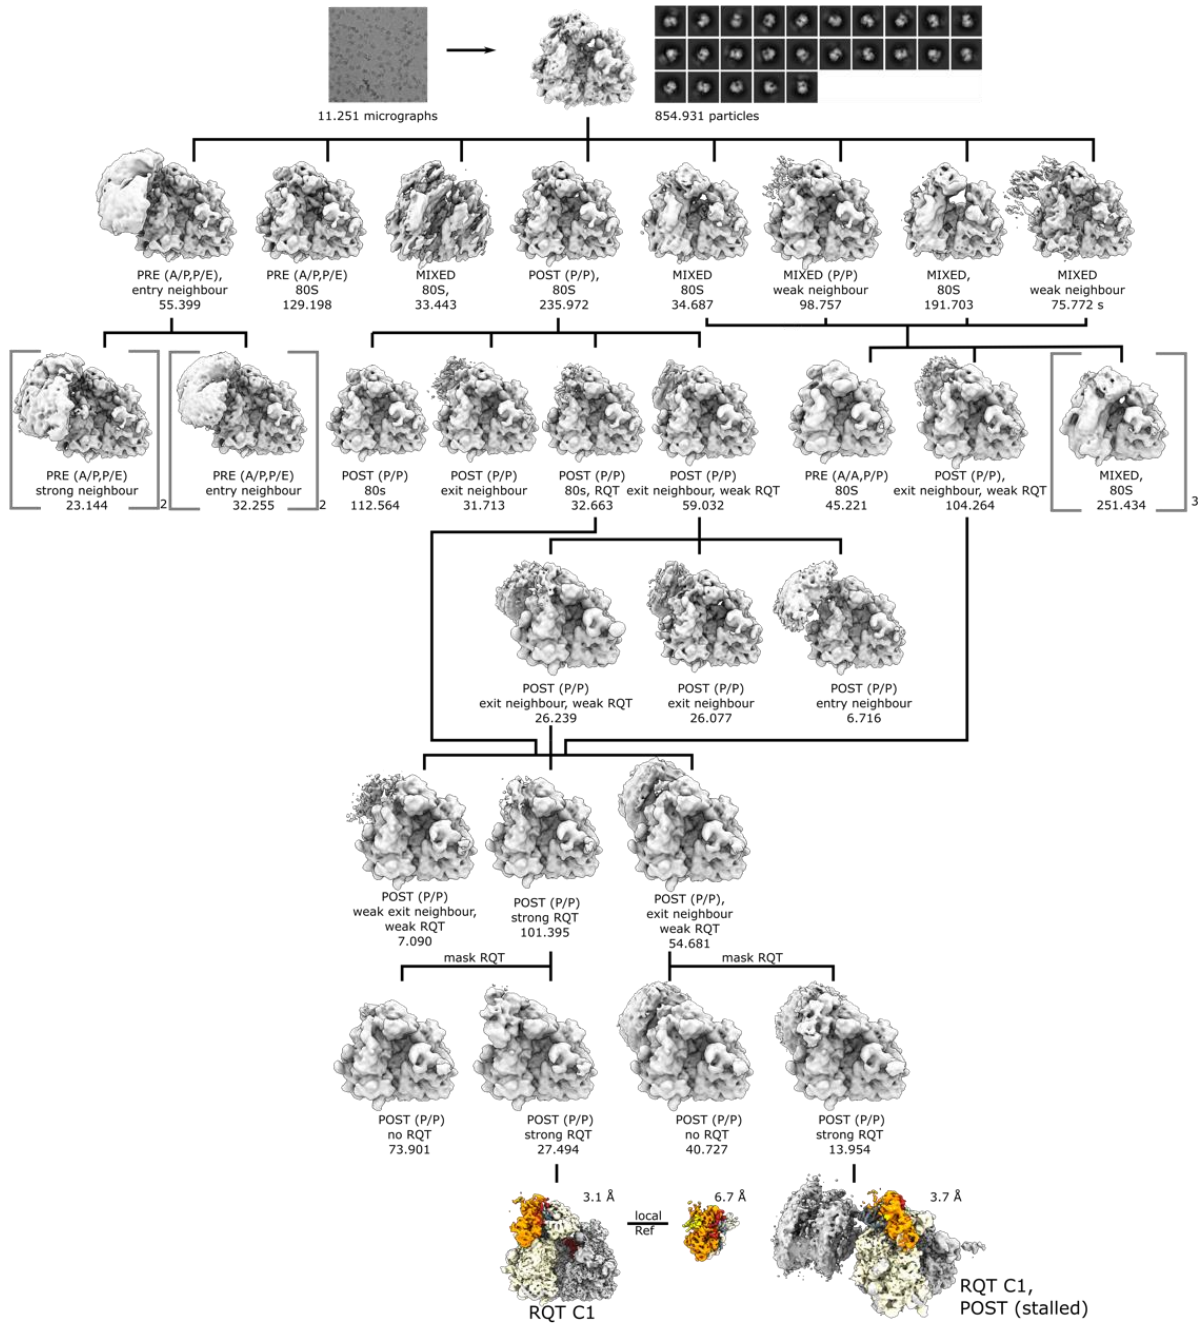 11.251 micrographs
854.931 particles
PRE (A/P,P/E),
entry neighbour
55.399
PRE (A/P,P/E)
80S
129.198
MIXED
80S,
33.443
POST (P/P),
80S
235.972
MIXED
80S
34.687
MIXED (P/P)
weak neighbour
98.757
MIXED,
80S
191.703
MIXED
weak neighbour
75.772 s
PRE (A/P,P/E)
strong neighbour
23.144
2
PRE (A/P,P/E)
entry neighbour
32.255
2
POST (P/P)
80s
112.564
POST (P/P)
exit neighbour
31.713
POST (P/P)
80s, RQT
32.663
POST (P/P)
exit neighbour, weak RQT
59.032
PRE (A/A,P/P)
80S
45.221
POST (P/P),
exit neighbour, weak RQT
104.264
MIXED,
80S
251.434
3
POST (P/P)
exit neighbour, weak RQT
26.239
POST (P/P)
exit neighbour
26.077
POST (P/P)
entry neighbour
6.716
POST (P/P)
weak exit neighbour,
weak RQT
7.090
POST (P/P)
strong RQT
101.395
POST (P/P),
exit neighbour
weak RQT
54.681
mask RQT
mask RQT
POST (P/P)
no RQT
73.901
POST (P/P)
strong RQT
27.494
POST (P/P)
no RQT
40.727
POST (P/P)
strong RQT
13.954
3.1 Å
local
Ref
6.7 Å
3.7 Å
RQT C1
RQT C1,
POST (stalled)